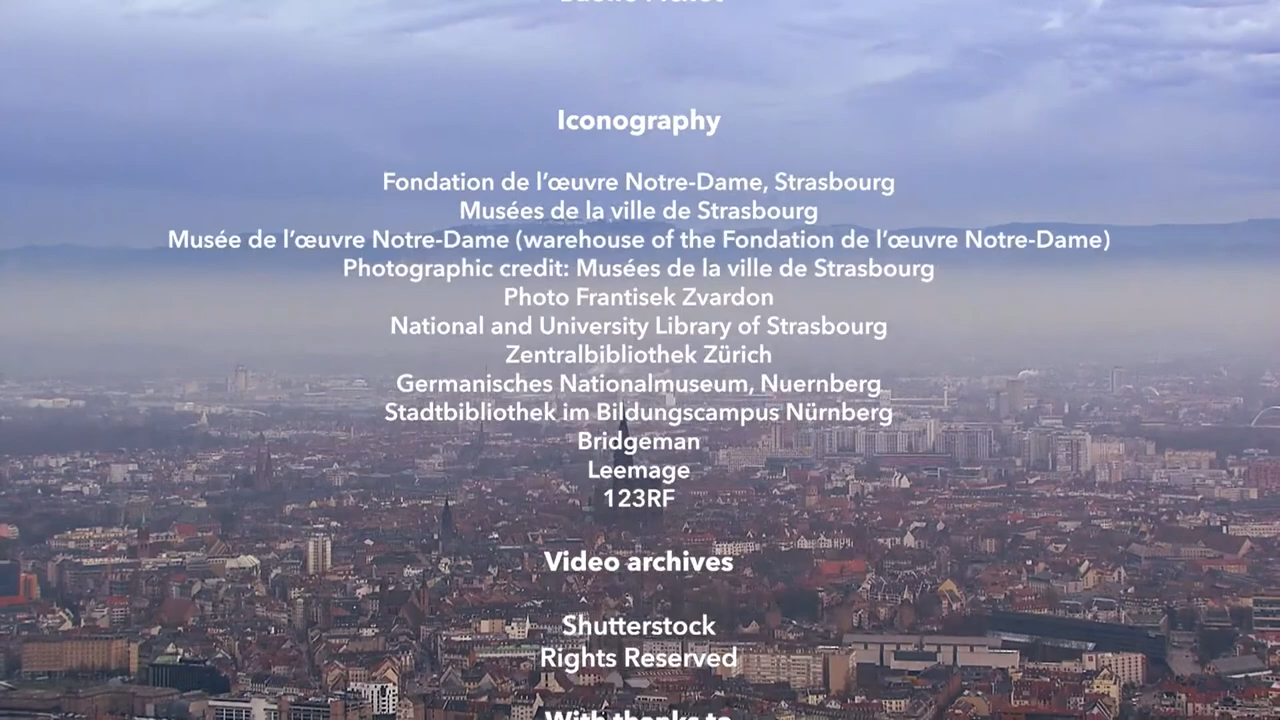 Iconography
Fondation de l’œuvre Notre-Dame, Strasbourg
Musées de la ville de Strasbourg
Musée de l’œuvre Notre-Dame (warehouse of the Fondation de l’œuvre Notre-Dame)
Photographic credit: Musées de la ville de Strasbourg
Photo Frantisek Zvardon
National and University Library of Strasbourg
Zentralbibliothek Zürich
Germanisches Nationalmuseum, Nuernberg
Stadtbibliothek im Bildungscampus Nürnberg
Bridgeman
Leemage
123RF
Video archives
Shutterstock
Rights Reserved
With thanks to